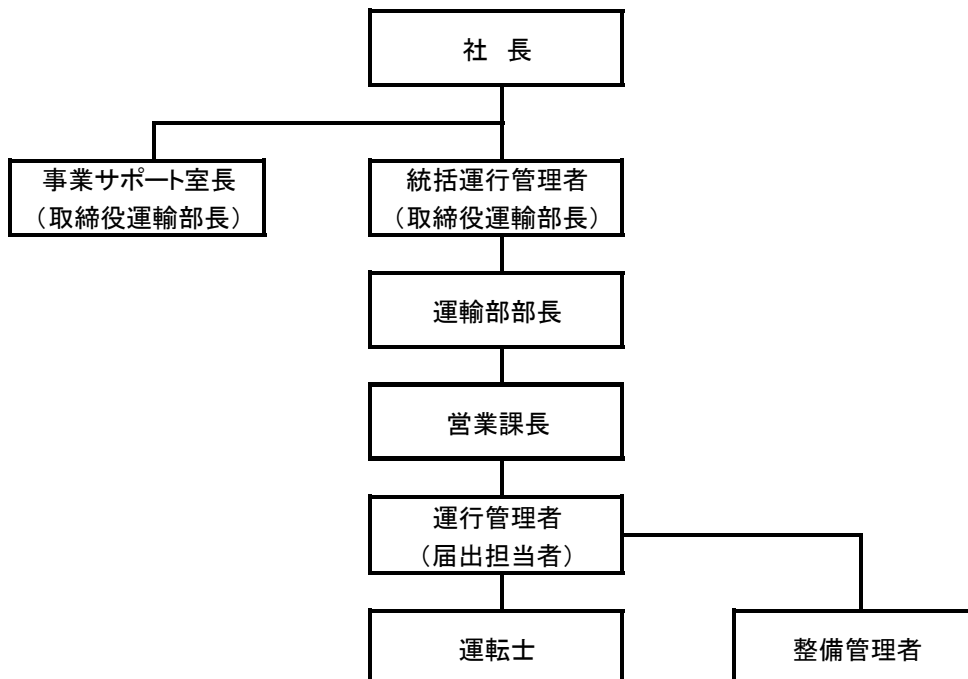 社 長
事業サポート室長
（取締役運輸部長）
統括運行管理者
（取締役運輸部長）
運輸部部長
営業課長
運行管理者
（届出担当者）
運転士
整備管理者